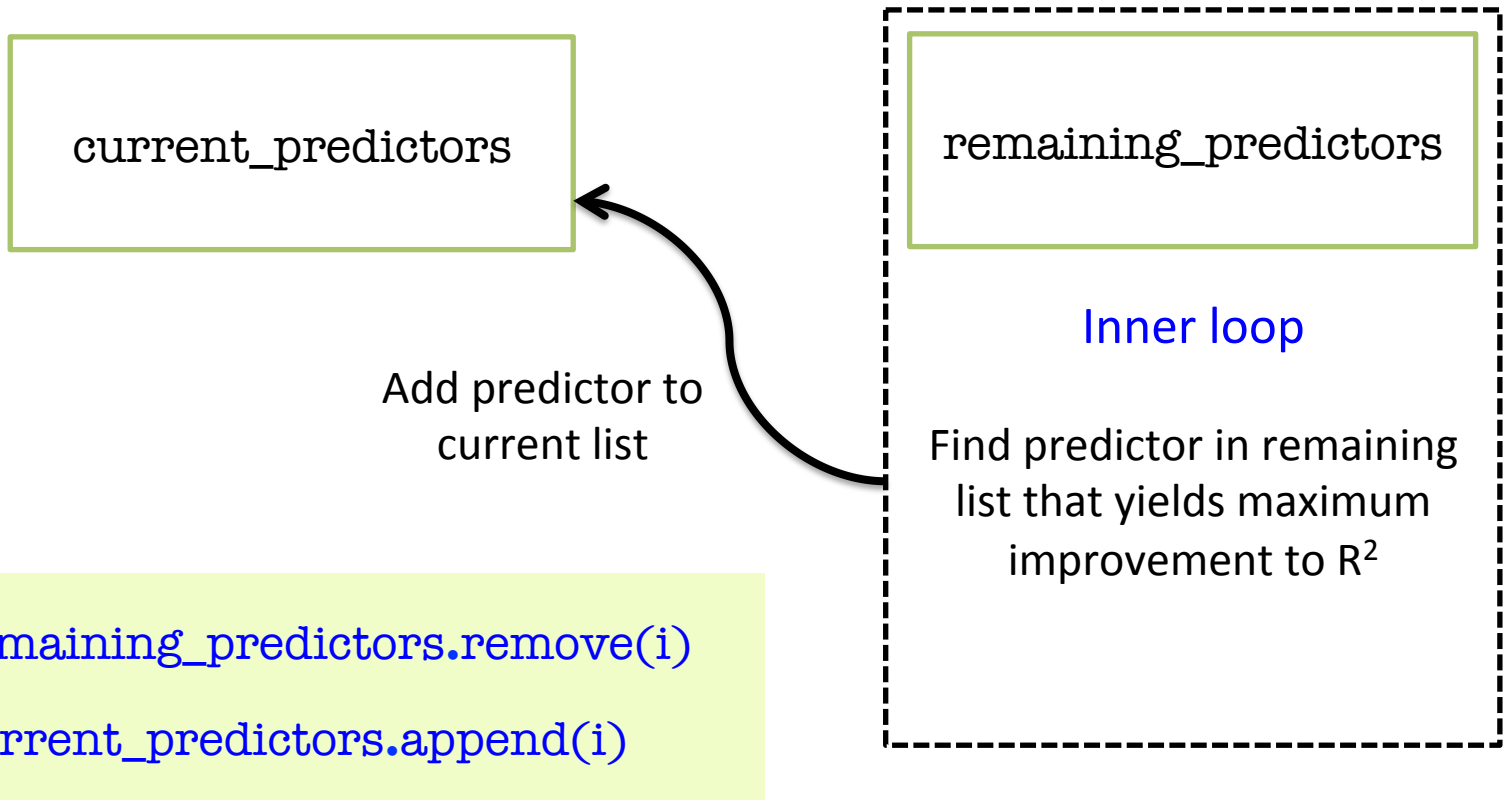 current_predictors
remaining_predictors
Inner loop
Add predictor to
current list
Find predictor in remaining
list that yields maximum
improvement to R²
maining_predictors.remove(i)
rrent_predictors.append(i)